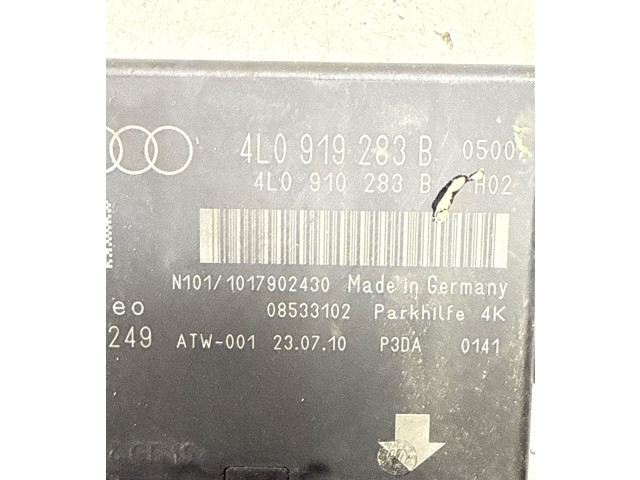 4L0 919 283 B 0500
4L0 910 283 B H02
N101/1017902430 Made in Germany
eo 08533102 Parkhilfe 4K
249 ATW-001 23.07.10 P3DA 0141